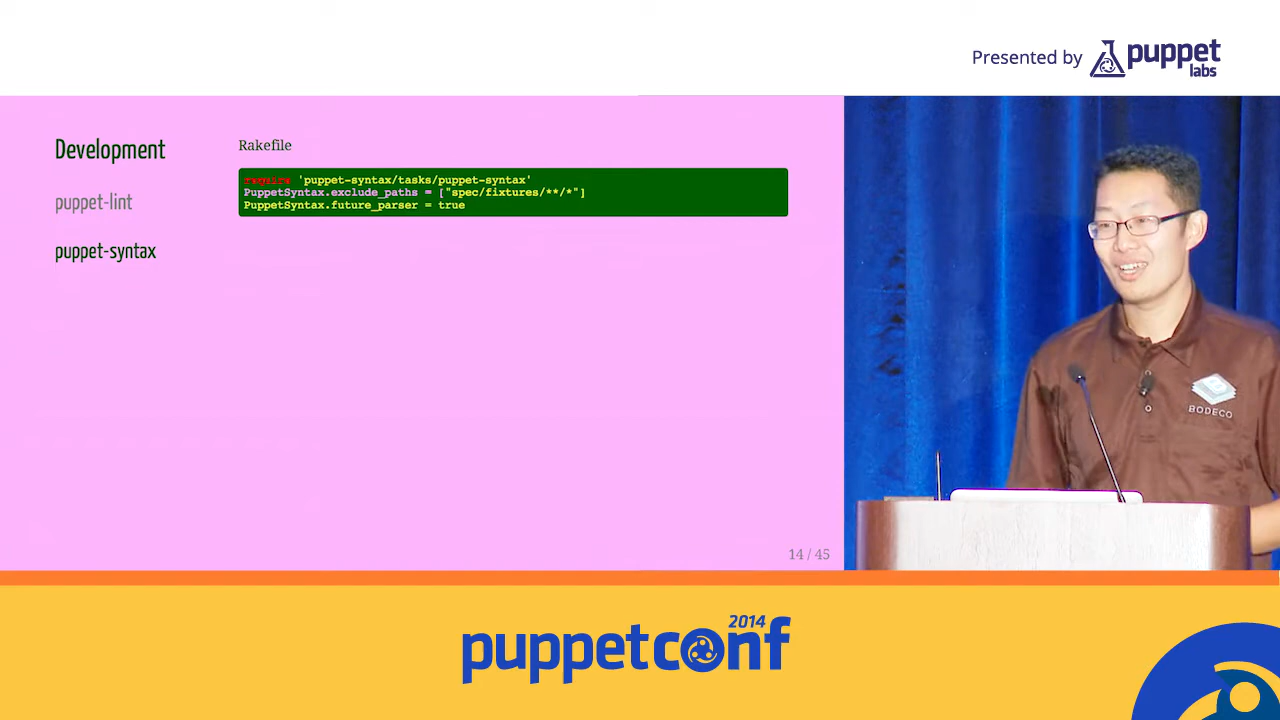 Presented by puppet labs
Development
puppet-lint
puppet-syntax
Rakefile
require 'puppet-syntax/tasks/puppet-syntax'
PuppetSyntax.exclude_paths = ["spec/fixtures/**/*"]
PuppetSyntax.future_parser = true
14 / 45
BODECO
puppetconf 2014